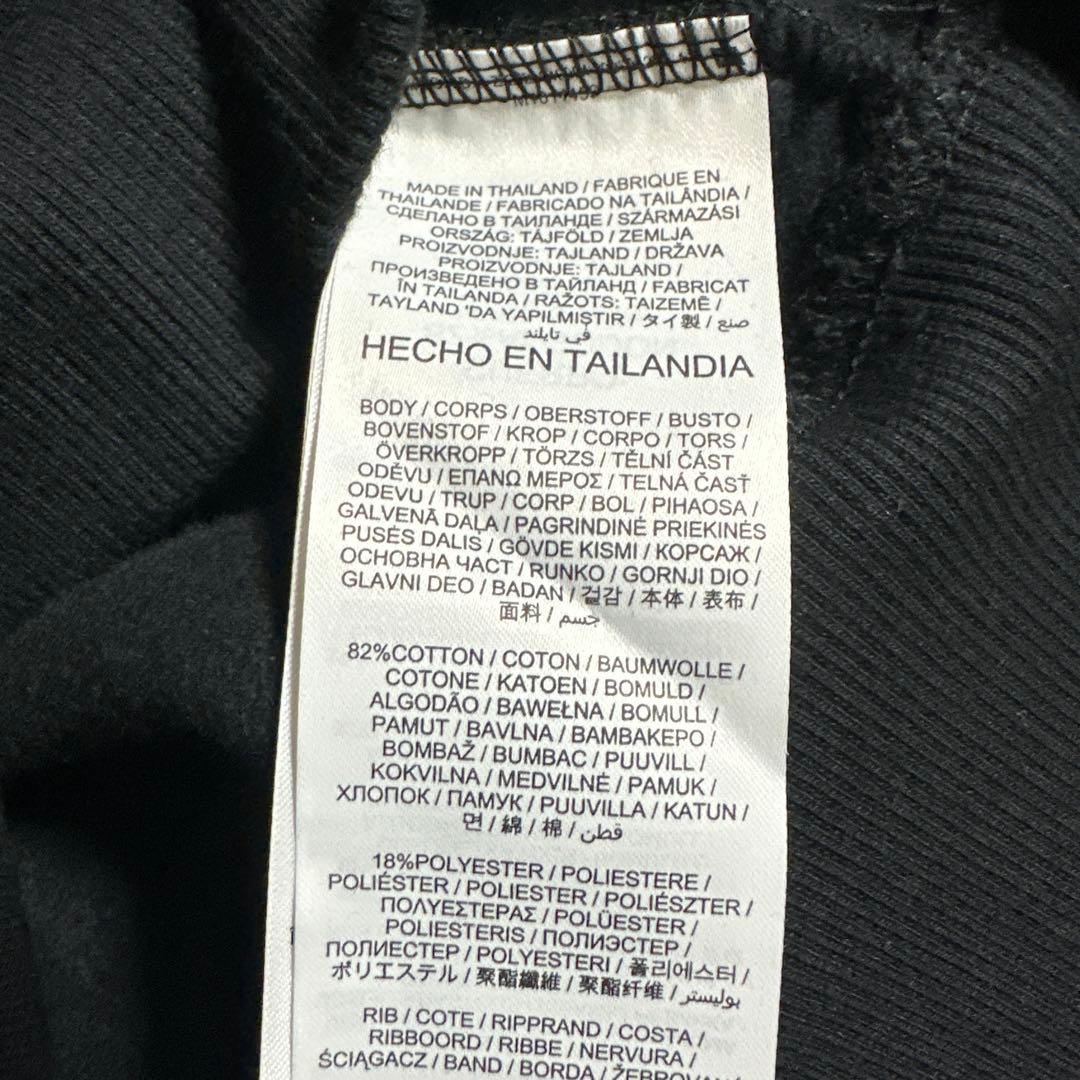 MADE IN THAILAND / FABRIQUE EN
THAILANDE / FABRICADO NA TAILÂNDIA /
СДЕЛАНО В ТАИЛАНДЕ / SZÁRMAZÁSI
ORSZÁG: TÁJFÖLD / ZEMLJA
PROIZVODNJE: TAJLAND / DRŽAVA
PROIZVODNJE: TAJLAND /
ПРОИЗВЕДЕНО В ТАЙЛАНД / FABRICAT
ÎN TAILANDA / RAŽOTS: TAIZEMĒ /
TAYLAND 'DA YAPILMIŞTIR / タイ製 / صنع
في تايلند
HECHO EN TAILANDIA
BODY / CORPS / OBERSTOFF / BUSTO /
BOVENSTOF / KROP / CORPO / TORS /
ÖVERKROPP / TÖRZS / TĚLNÍ ČÁST
ODĚVU / ΕΠΑΝΩ ΜΕΡΟΣ / TELNÁ ČASŤ
ODEVU / TRUP / CORP / BOL / PIHAOSA /
GALVENĀ DAĻA / PAGRINDINĖ PRIEKINĖS
PUSĖS DALIS / GÖVDE KISMI / КОРСАЖ /
ОСНОВНА ЧАСТ / RUNKO / GORNJI DIO /
GLAVNI DEO / BADAN / 겉감 / 本体 / 表布 /
面料 / جسم
82%COTTON / COTON / BAUMWOLLE /
COTONE / KATOEN / BOMULD /
ALGODÃO / BAWEŁNA / BOMULL /
PAMUT / BAVLNA / ΒΑΜΒΑΚΕΡΟ /
BOMBAŽ / BUMBAC / PUUVILL /
KOKVILNA / MEDVILNĖ / PAMUK /
ХЛОПОК / ПАМУК / PUUVILLA / KATUN /
면 / 綿 / 棉 / قطن
18%POLYESTER / POLIESTERE /
POLIÉSTER / POLIESTER / POLIÉSZTER /
ΠΟΛΥΕΣΤΕΡΑΣ / POLÜESTER /
POLIESTERIS / ПОЛИЭСТЕР /
ПОЛИЕСТЕР / POLYESTERI / 폴리에스터 /
ポリエステル / 聚酯纖維 / 聚酯纤维 / بوليستر
RIB / COTE / RIPPRAND / COSTA /
RIBBOORD / RIBBE / NERVURA /
ŚCIĄGACZ / BAND / BORDA /